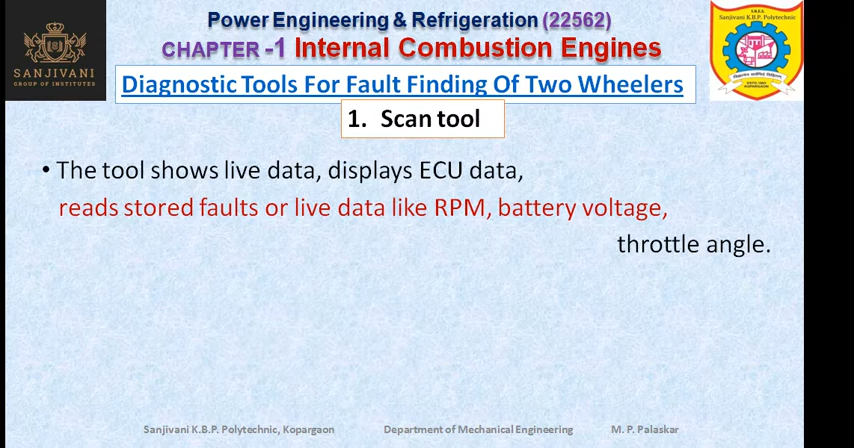 Power Engineering & Refrigeration (22562)
CHAPTER -1 Internal Combustion Engines
SANJIVANI
GROUP OF INSTITUTES
S.R.E.S.
Sanjivani K.B.P. Polytechnic
Diagnostic Tools For Fault Finding Of Two Wheelers
1. Scan tool
• The tool shows live data, displays ECU data,
reads stored faults or live data like RPM, battery voltage,
throttle angle.
Sanjivani K.B.P. Polytechnic, Kopargaon Department of Mechanical Engineering M. P. Palaskar